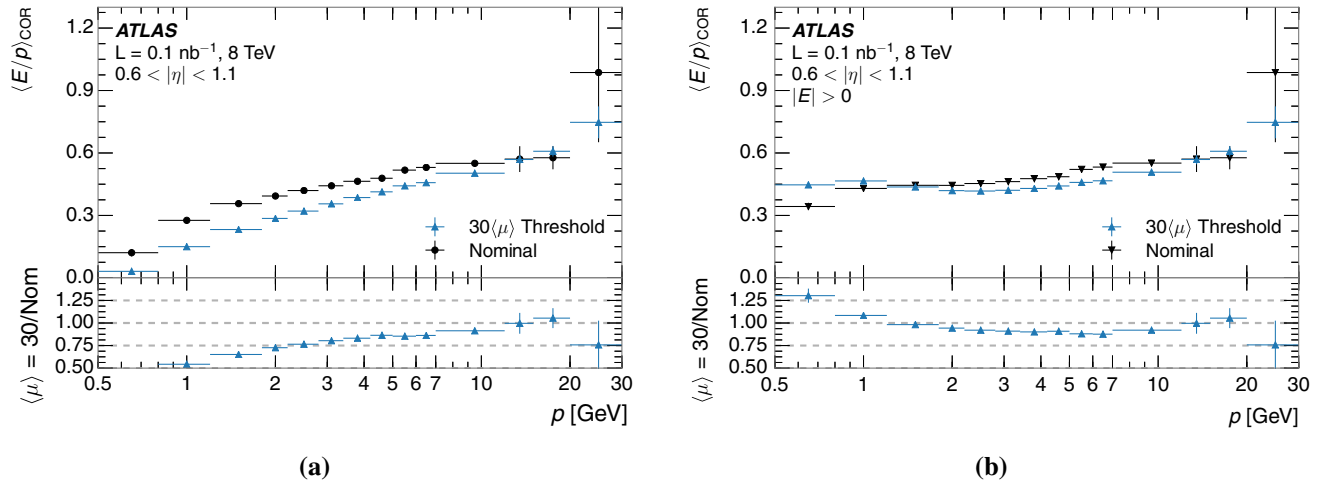 ⟨E/p⟩COR
1.2
0.9
0.6
0.3
0.0
ATLAS
L = 0.1 nb⁻¹, 8 TeV
0.6 < |η| < 1.1
30⟨μ⟩ Threshold
Nominal
⟨μ⟩ = 30/Nom
1.25
1.00
0.75
0.50
0.5 1 2 3 4 5 6 7 10 20 30
p [GeV]
(a)
⟨E/p⟩COR
1.2
0.9
0.6
0.3
0.0
ATLAS
L = 0.1 nb⁻¹, 8 TeV
0.6 < |η| < 1.1
|E| > 0
30⟨μ⟩ Threshold
Nominal
⟨μ⟩ = 30/Nom
1.25
1.00
0.75
0.50
0.5 1 2 3 4 5 6 7 10 20 30
p [GeV]
(b)